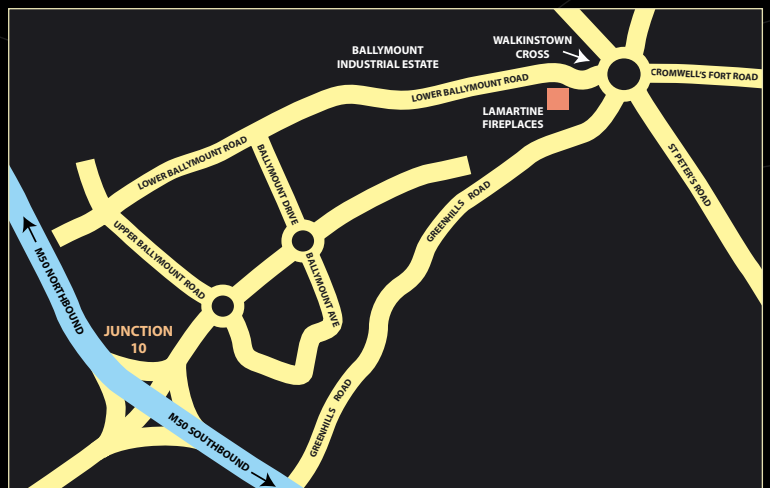 WALKINSTOWN
CROSS
BALLYMOUNT
INDUSTRIAL ESTATE
CROMWELL'S FORT ROAD
LOWER BALLYMOUNT ROAD
LAMARTINE
FIREPLACES
LOWER BALLYMOUNT ROAD
BALLYMOUNT DRIVE
ST PETER'S ROAD
GREENHILLS ROAD
UPPER BALLYMOUNT ROAD
BALLYMOUNT AVE
M50 NORTHBOUND
JUNCTION
10
GREENHILLS ROAD
M50 SOUTHBOUND